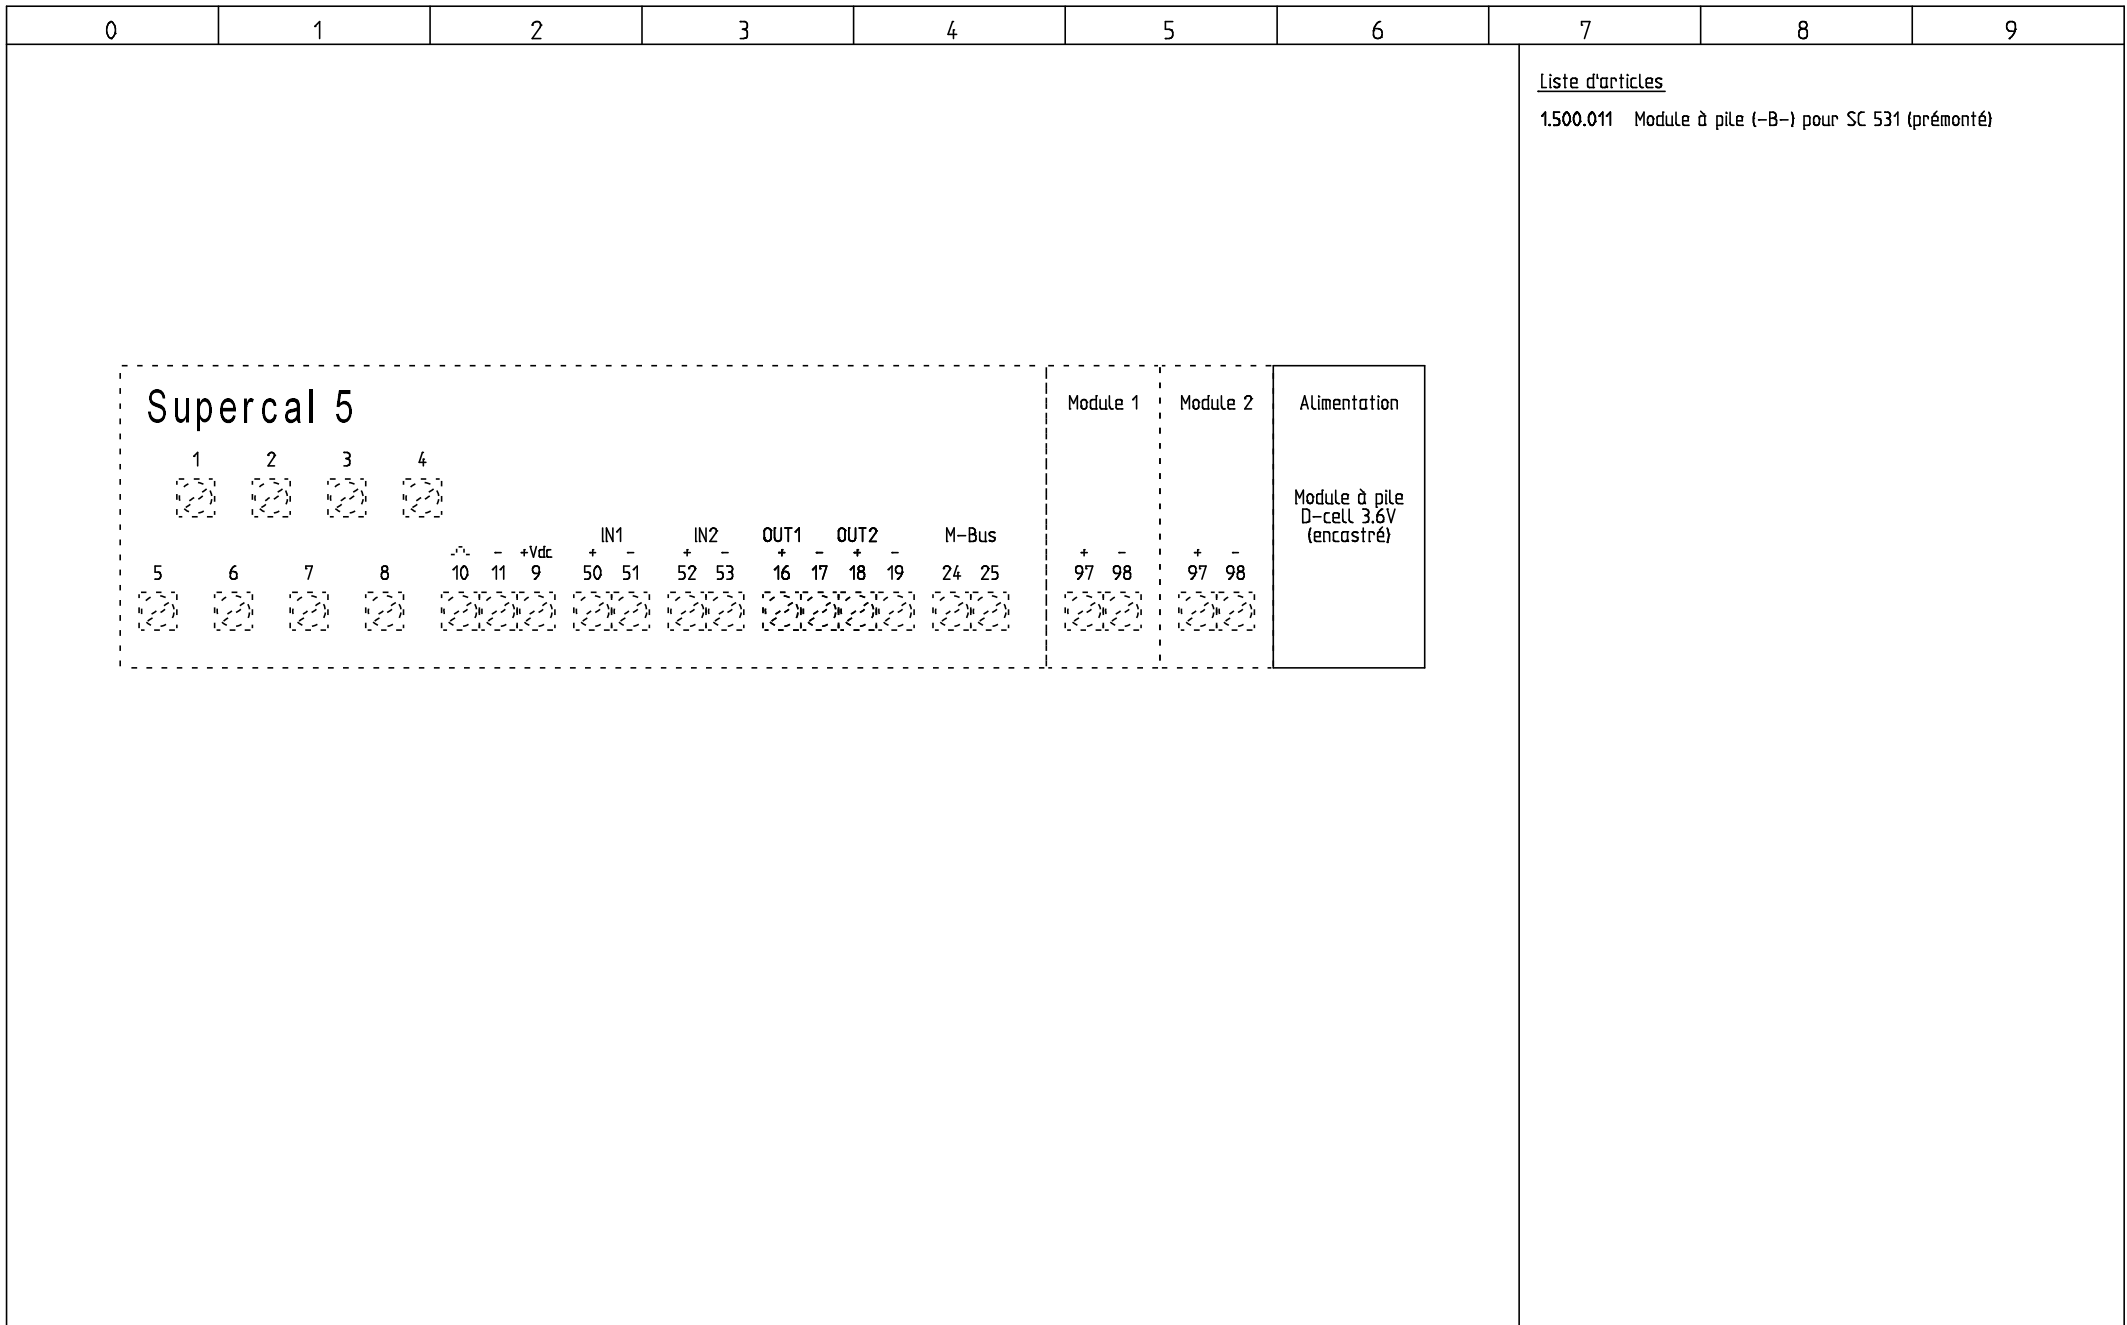 0 1 2 3 4 5 6 7 8 9
Liste d'articles
1.500.011 Module à pile (-B-) pour SC 531 (prémonté)
Supercal 5
Module 1
Module 2
Alimentation
1 2 3 4
Module à pile
D-cell 3.6V
(encastré)
IN1 IN2 OUT1 OUT2 M-Bus
- +Vdc + - + - + - + - + - + -
5 6 7 8 10 11 9 50 51 52 53 16 17 18 19 24 25 97 98 97 98